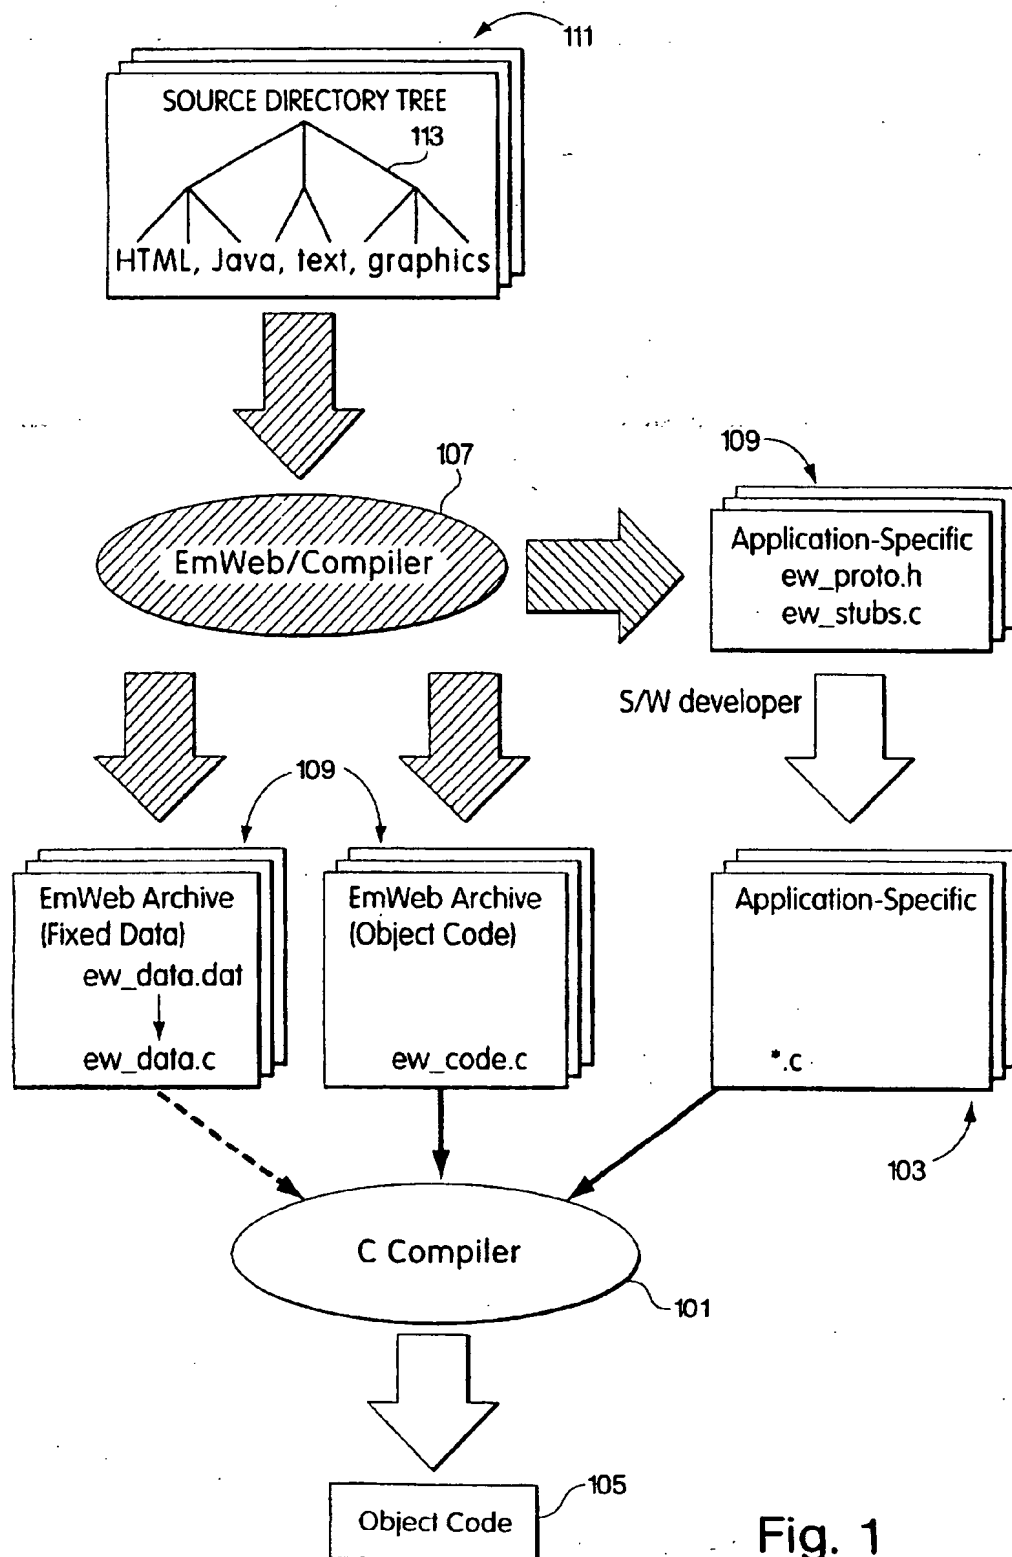 111
SOURCE DIRECTORY TREE
113
HTML, Java, text, graphics
107
109
EmWeb/Compiler
Application-Specific
ew_proto.h
ew_stubs.c
S/W developer
109
EmWeb Archive
(Fixed Data)
ew_data.dat
ew_data.c
EmWeb Archive
(Object Code)
ew_code.c
Application-Specific
*.c
103
C Compiler
101
105
Object Code
Fig. 1